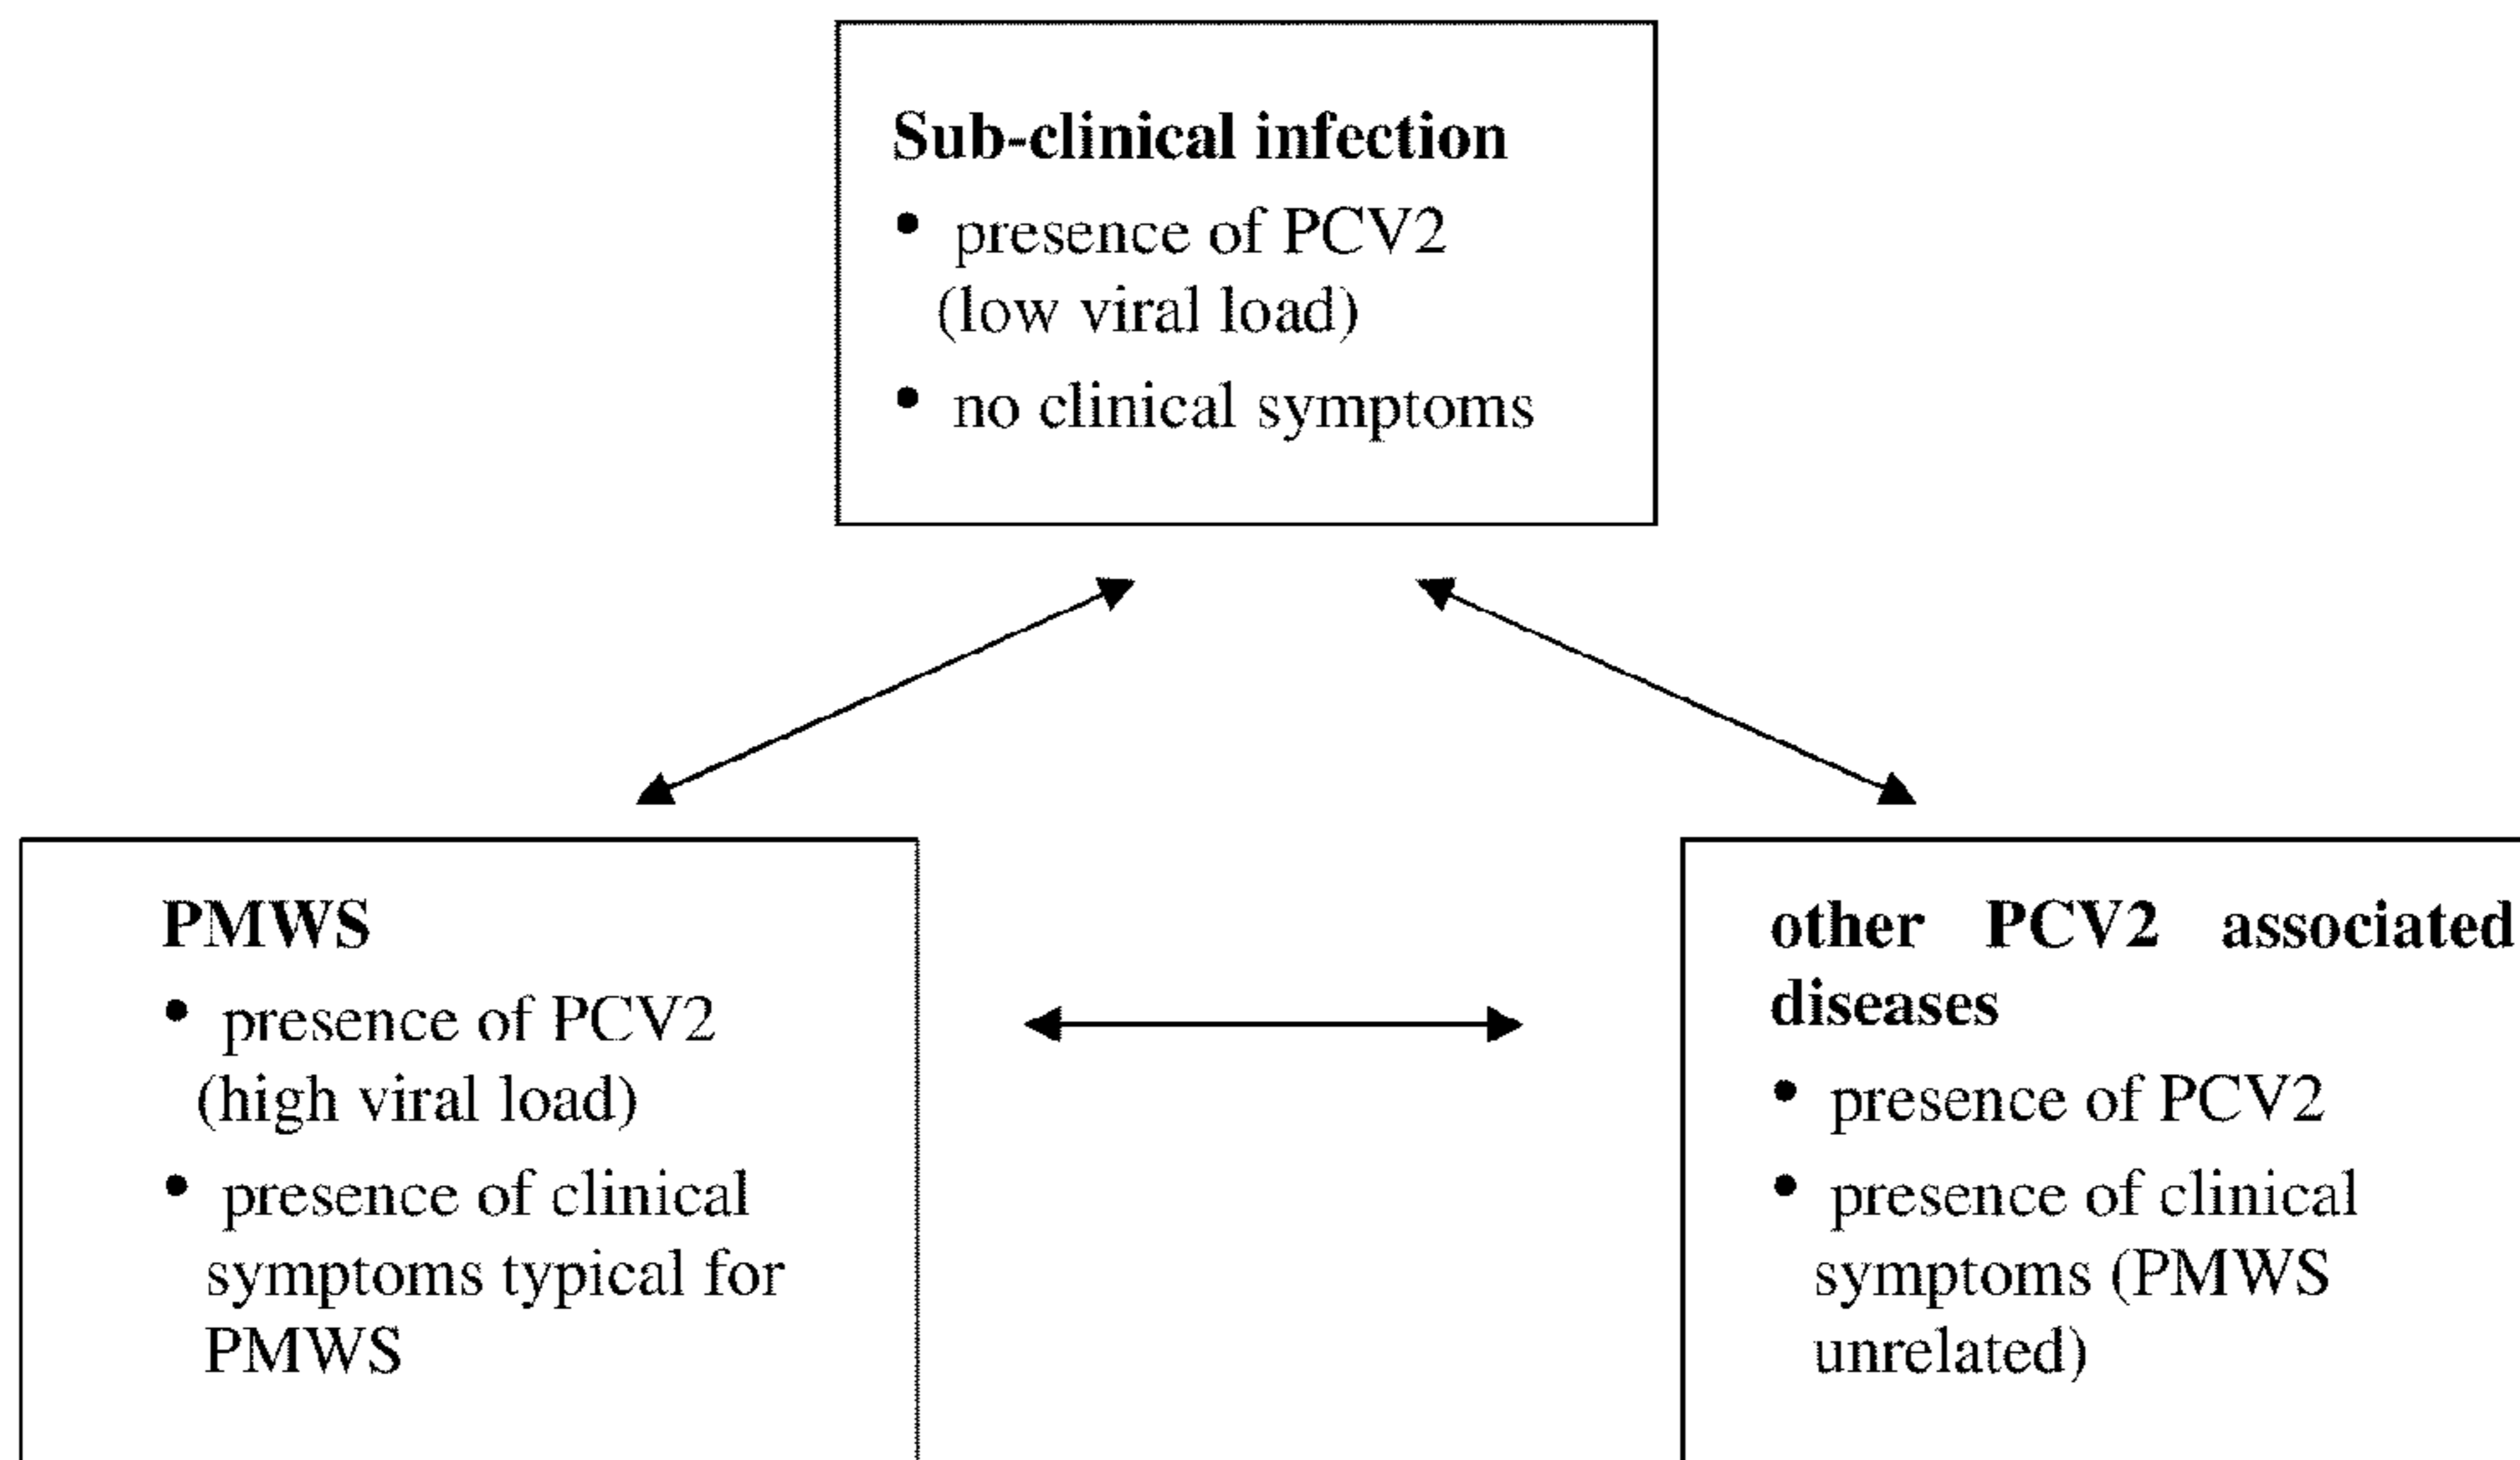 Sub-clinical infection
• presence of PCV2
(low viral load)
• no clinical symptoms
PMWS
• presence of PCV2
(high viral load)
• presence of clinical
symptoms typical for
PMWS
other PCV2 associated
diseases
• presence of PCV2
• presence of clinical
symptoms (PMWS
unrelated)